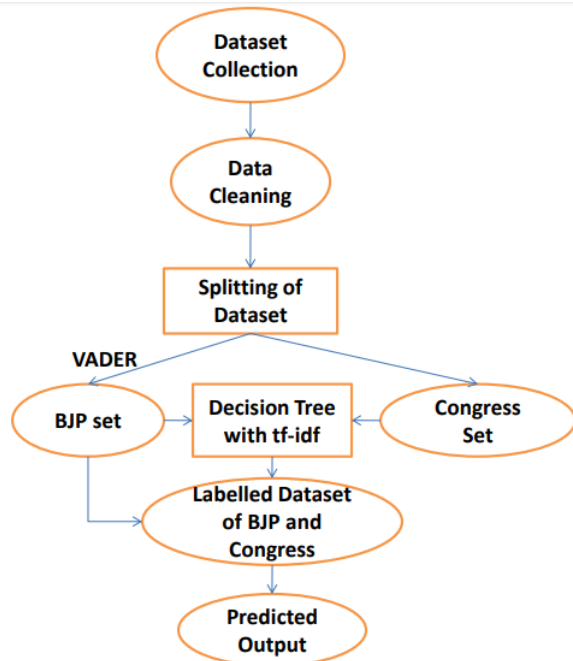 Dataset
Collection
Data
Cleaning
Splitting of
Dataset
VADER
BJP set
Decision Tree
with tf-idf
Congress
Set
Labelled Dataset
of BJP and
Congress
Predicted
Output